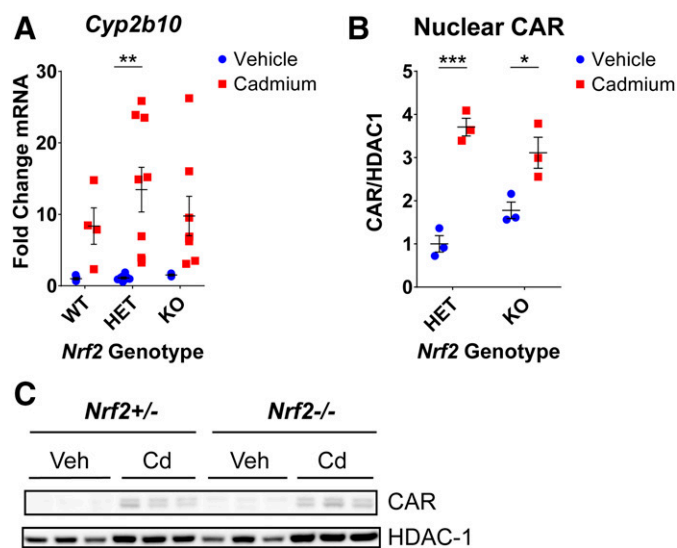 A
Cyp2b10
Vehicle
Cadmium
**
Fold Change mRNA
30
20
10
0
WT
HET
KO
Nrf2 Genotype
B
Nuclear CAR
Vehicle
Cadmium
***
*
CAR/HDAC1
5
4
3
2
1
0
HET
KO
Nrf2 Genotype
C
Nrf2+/- Nrf2-/-
Veh Cd Veh Cd
CAR
HDAC-1